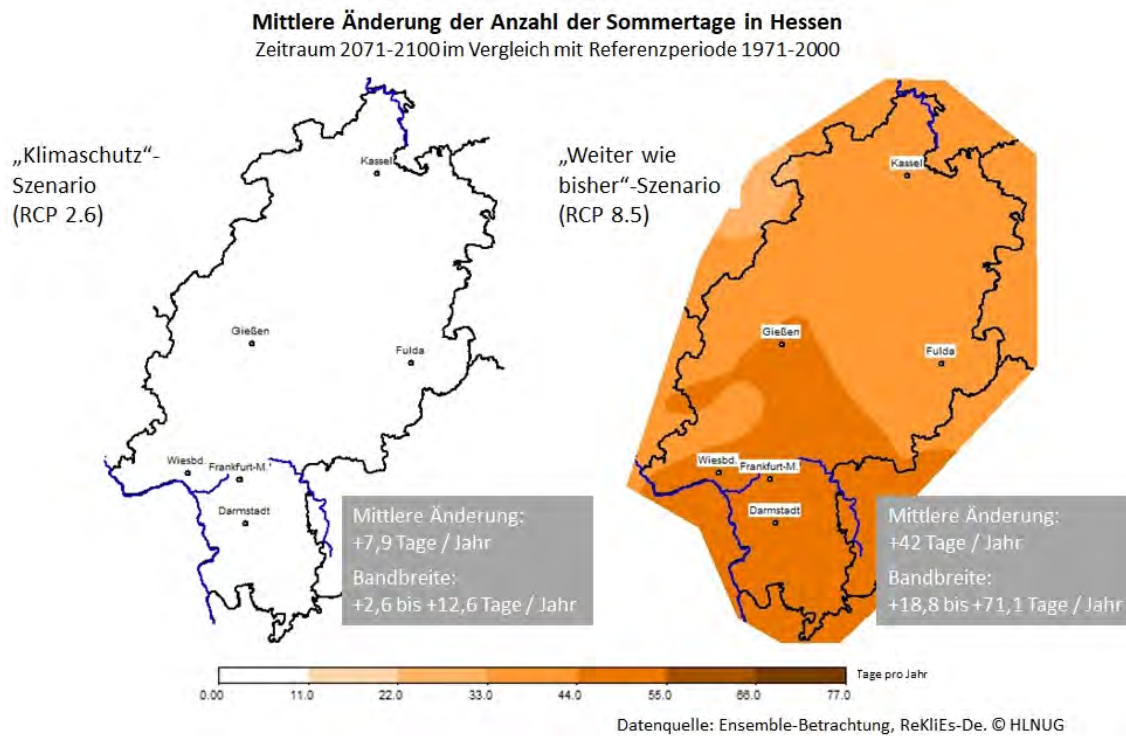 Mittlere Änderung der Anzahl der Sommertage in Hessen
Zeitraum 2071-2100 im Vergleich mit Referenzperiode 1971-2000
„Klimaschutz“-
Szenario
(RCP 2.6)
Kassel
Gießen
Fulda
Wiesbd.
Frankfurt-M.
Darmstadt
Mittlere Änderung:
+7,9 Tage / Jahr
Bandbreite:
+2,6 bis +12,6 Tage / Jahr
„Weiter wie
bisher“-Szenario
(RCP 8.5)
Kassel
Gießen
Fulda
Wiesbd.
Frankfurt-M.
Darmstadt
Mittlere Änderung:
+42 Tage / Jahr
Bandbreite:
+18,8 bis +71,1 Tage / Jahr
0.00 11.0 22.0 33.0 44.0 55.0 66.0 77.0
Tage pro Jahr
Datenquelle: Ensemble-Betrachtung, ReKliEs-De. © HLNUG